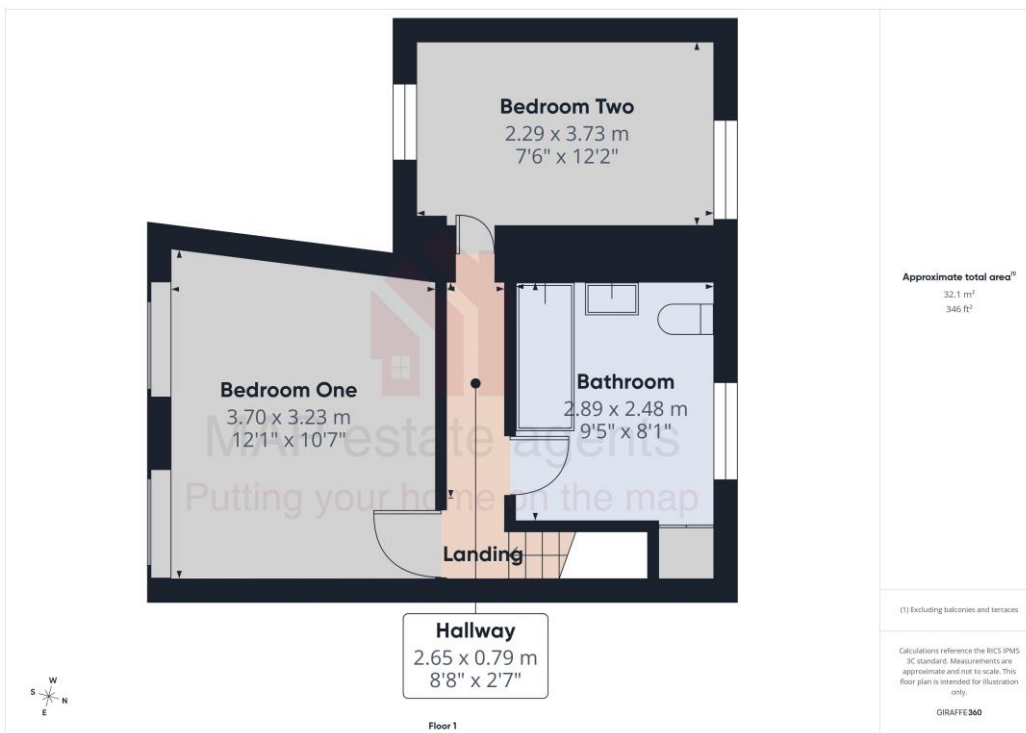 Bedroom Two
2.29 x 3.73 m
7'6" x 12'2"
Bedroom One
3.70 x 3.23 m
12'1" x 10'7"
Bathroom
2.89 x 2.48 m
9'5" x 8'1"
MAP estate agents
Putting your home on the map
Landing
Hallway
2.65 x 0.79 m
8'8" x 2'7"
W
S
N
E
Floor 1
Approximate total area(1)
32.1 m²
346 ft²
(1) Excluding balconies and terraces
Calculations reference the RICS IPMS
3C standard. Measurements are
approximate and not to scale. This
floor plan is intended for illustration
only.
GIRAFFE360